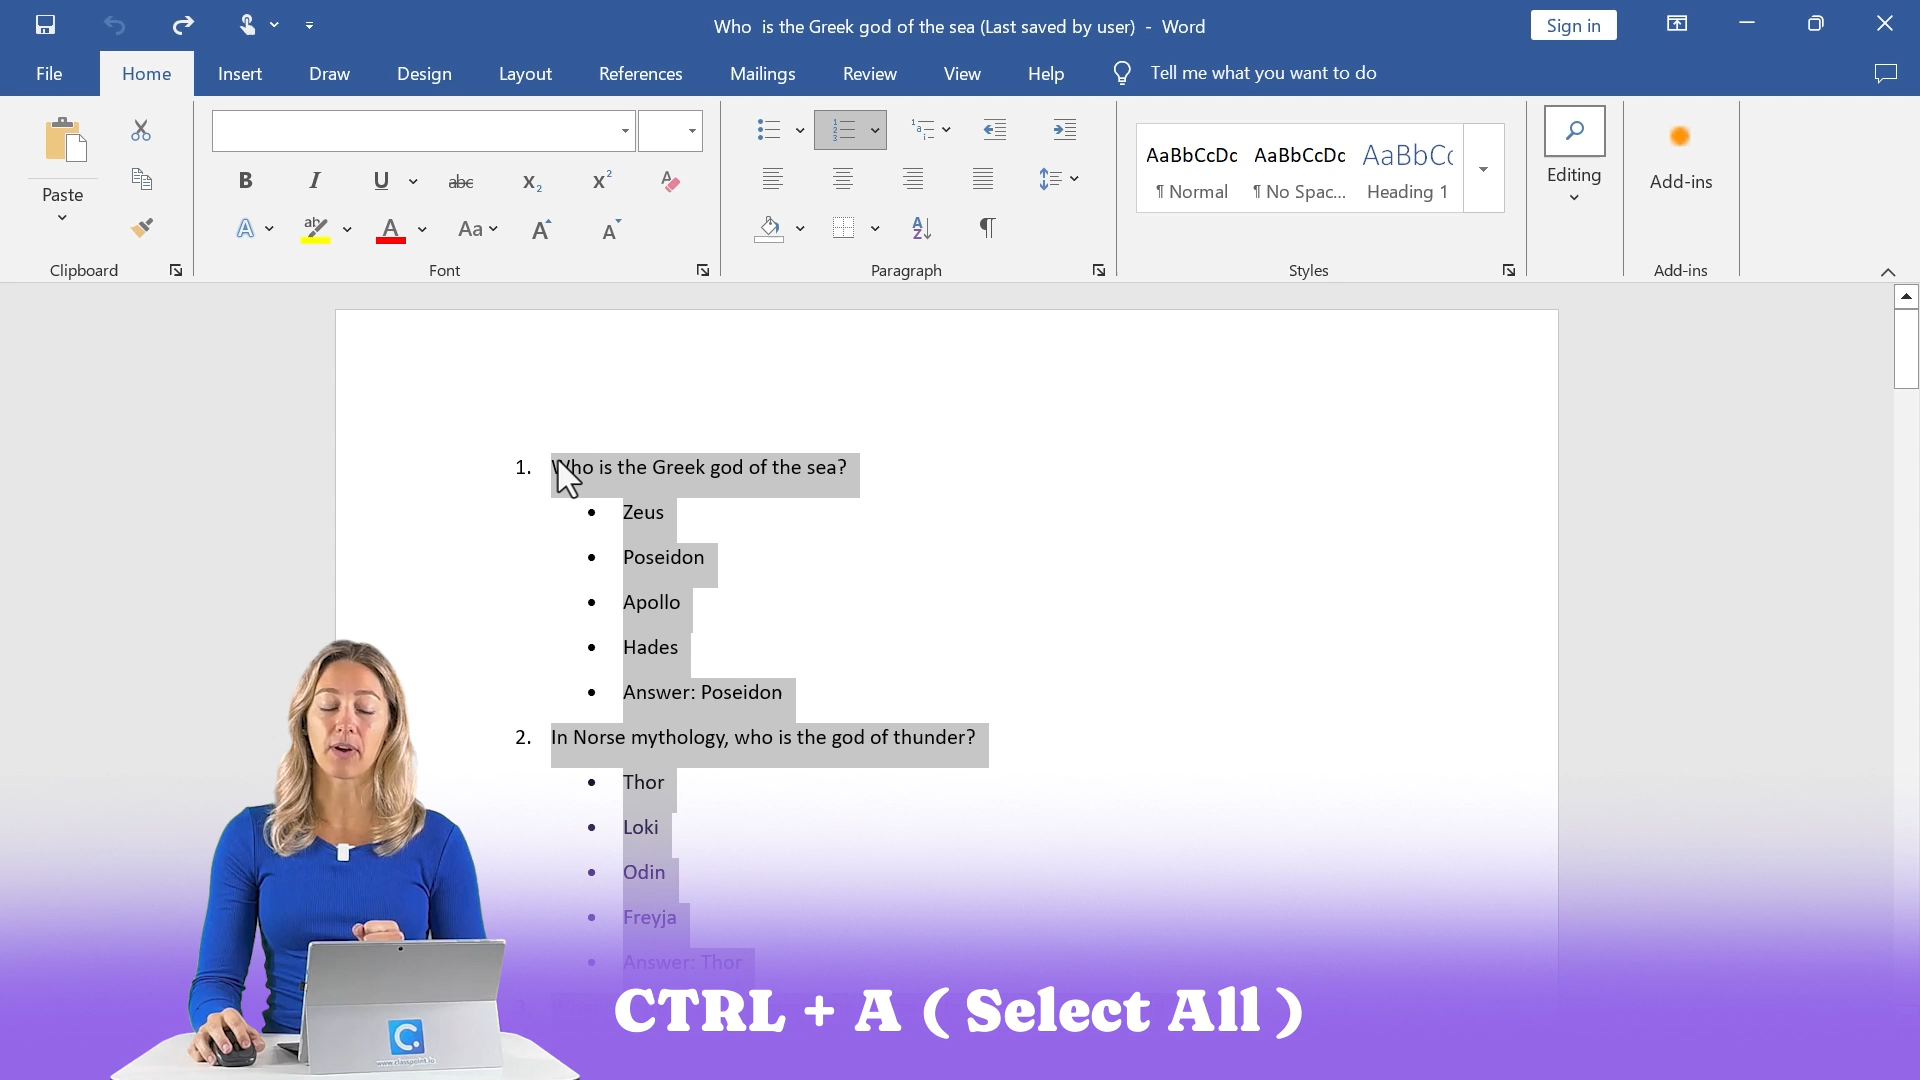 Who is the Greek god of the sea (Last saved by user) - Word
Sign in
File Home Insert Draw Design Layout References Mailings Review View Help Tell me what you want to do
Paste
Clipboard
Font
Paragraph
AaBbCcDc AaBbCcDc AaBbCc
¶ Normal ¶ No Spac... Heading 1
Styles
Editing
Add-ins
Add-ins
1. Who is the Greek god of the sea?
• Zeus
• Poseidon
• Apollo
• Hades
• Answer: Poseidon
2. In Norse mythology, who is the god of thunder?
• Thor
• Loki
• Odin
• Freyja
• Answer: Thor
CTRL + A ( Select All )
www.classpoint.io